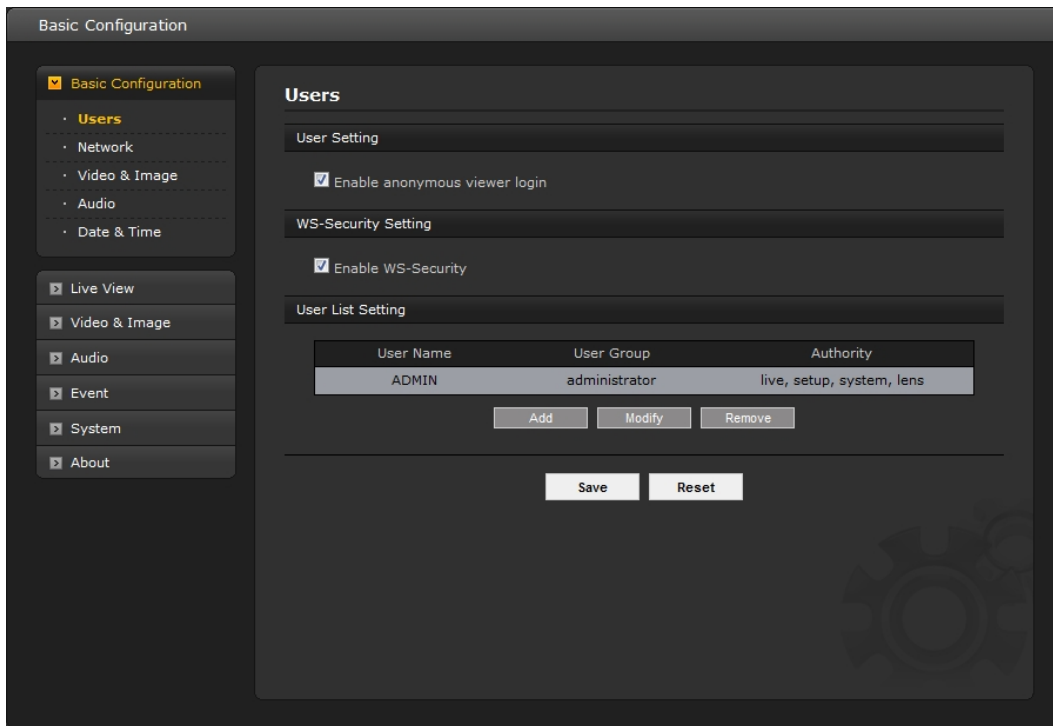 Basic Configuration
Basic Configuration
· Users
· Network
· Video & Image
· Audio
· Date & Time
Live View
Video & Image
Audio
Event
System
About
Users
User Setting
Enable anonymous viewer login
WS-Security Setting
Enable WS-Security
User List Setting
User Name User Group Authority
ADMIN administrator live, setup, system, lens
Add Modify Remove
Save Reset